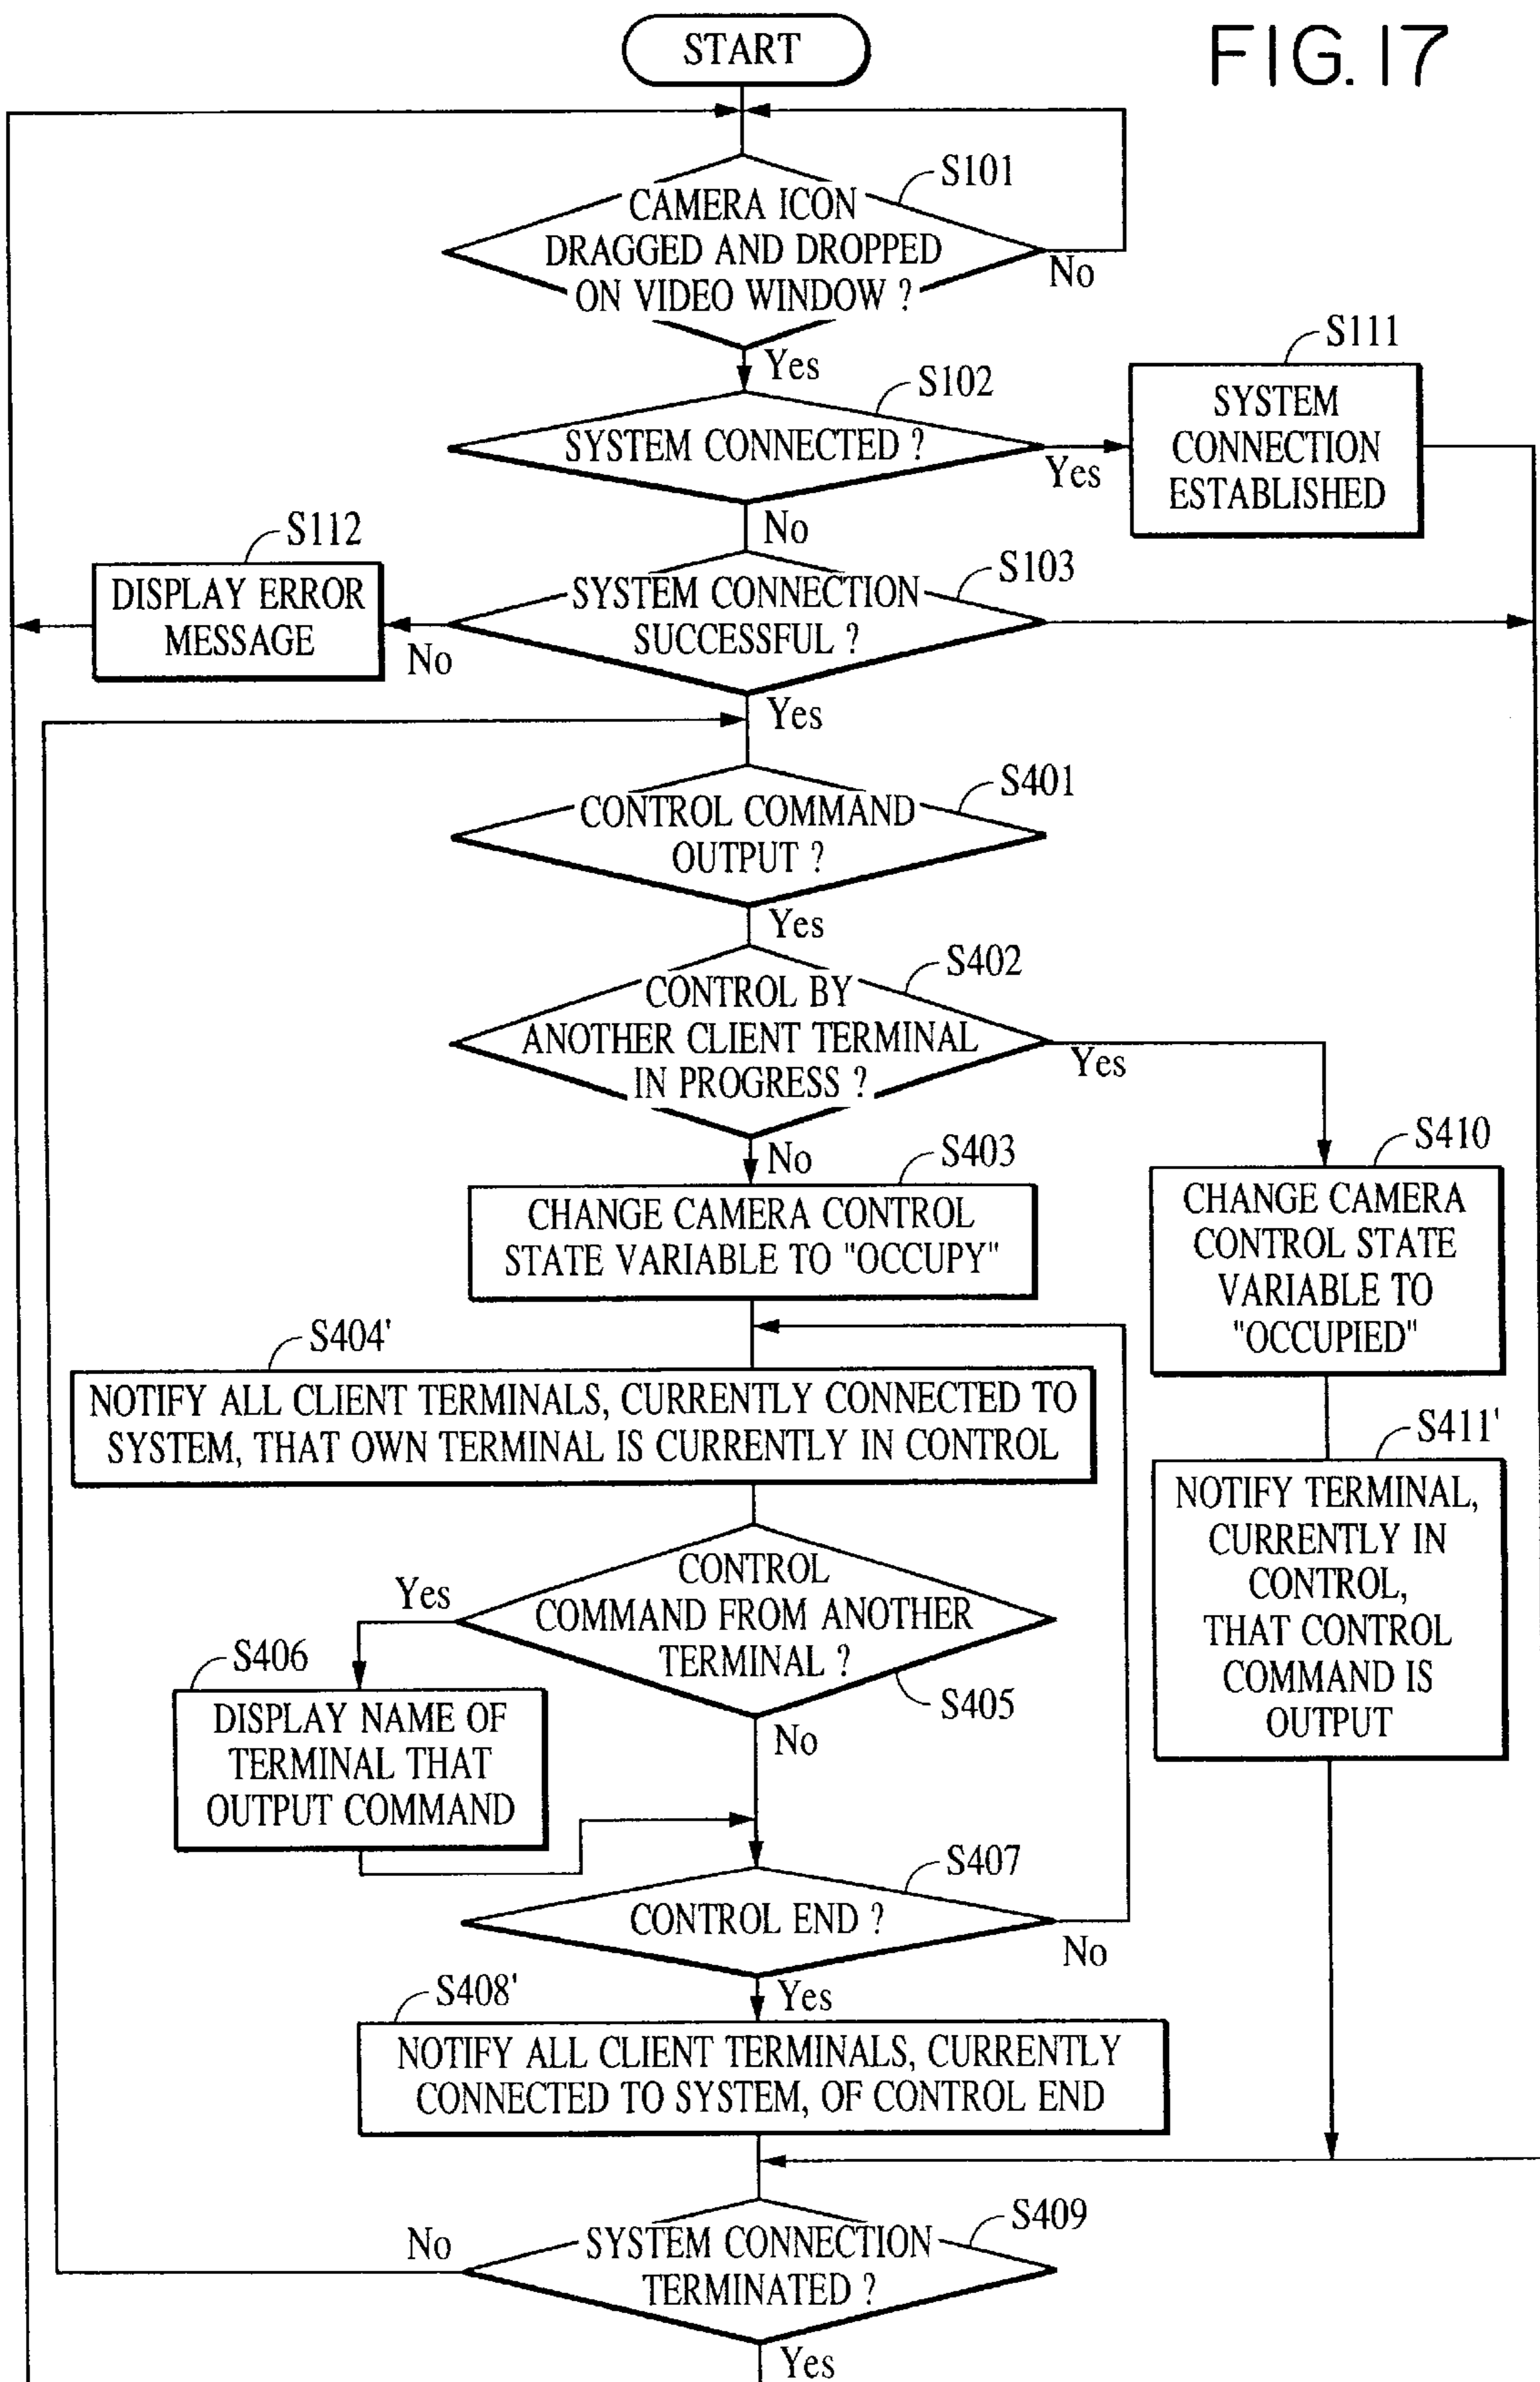 START
FIG. 17
S101
CAMERA ICON
DRAGGED AND DROPPED
ON VIDEO WINDOW ?
No
Yes
S102
SYSTEM CONNECTED ?
Yes
S111
SYSTEM
CONNECTION
ESTABLISHED
No
S112
DISPLAY ERROR
MESSAGE
No
S103
SYSTEM CONNECTION
SUCCESSFUL ?
Yes
S401
CONTROL COMMAND
OUTPUT ?
Yes
S402
CONTROL BY
ANOTHER CLIENT TERMINAL
IN PROGRESS ?
Yes
No
S403
CHANGE CAMERA CONTROL
STATE VARIABLE TO "OCCUPY"
S410
CHANGE CAMERA
CONTROL STATE
VARIABLE TO
"OCCUPIED"
S404'
NOTIFY ALL CLIENT TERMINALS, CURRENTLY CONNECTED TO
SYSTEM, THAT OWN TERMINAL IS CURRENTLY IN CONTROL
S411'
NOTIFY TERMINAL,
CURRENTLY IN
CONTROL,
THAT CONTROL
COMMAND IS
OUTPUT
Yes
CONTROL
COMMAND FROM ANOTHER
TERMINAL ?
S405
No
S406
DISPLAY NAME OF
TERMINAL THAT
OUTPUT COMMAND
S407
CONTROL END ?
No
Yes
S408'
NOTIFY ALL CLIENT TERMINALS, CURRENTLY
CONNECTED TO SYSTEM, OF CONTROL END
No
S409
SYSTEM CONNECTION
TERMINATED ?
Yes